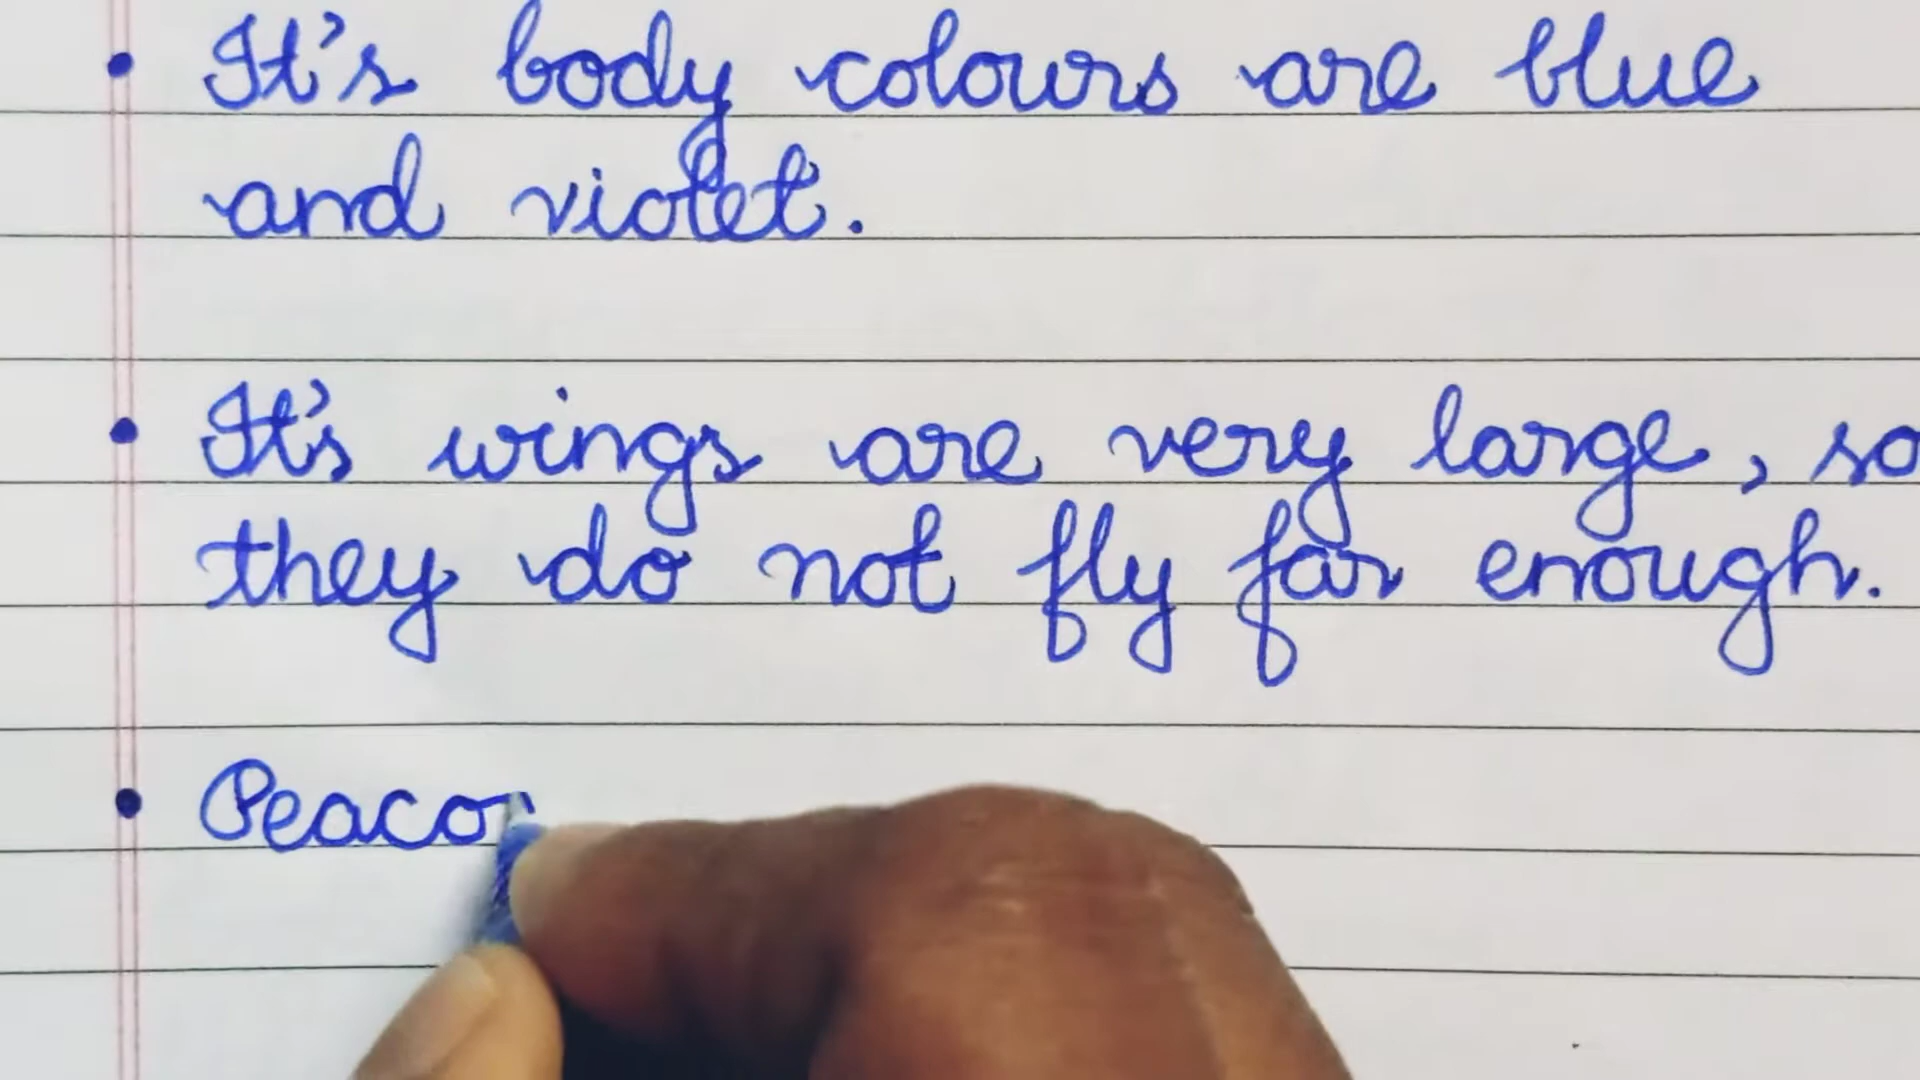 • It's body colours are blue
and violet.
• It's wings are very large, so
they do not fly far enough.
• Peaco